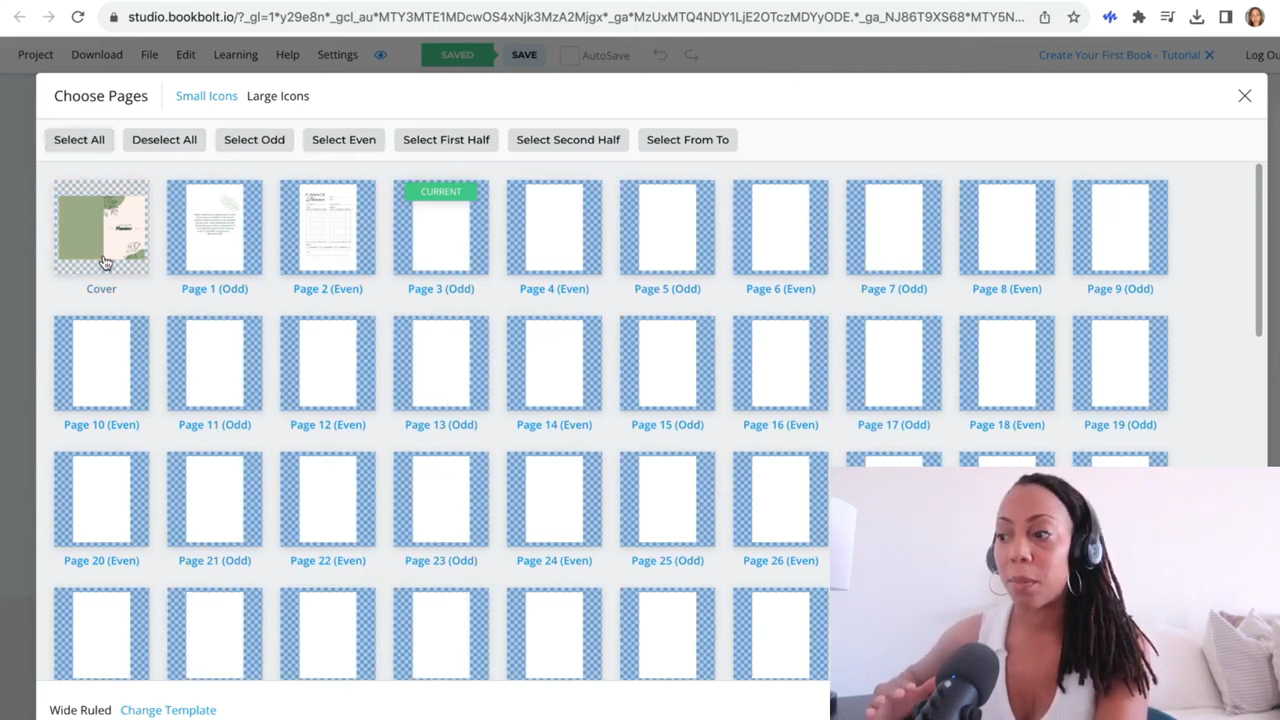 studio.bookbolt.io/?_gl=1*y29e8n*_gcl_au*MTY3MTE1MDcwOS4xNjk3MzA2Mjgx*_ga*MzUxMTQ4NDY1LjE2OTczMDYyODE.*_ga_NJ86T9XS68*MTY5N...
Project Download File Edit Learning Help Settings SAVED SAVE AutoSave Create Your First Book - Tutorial Log Ou
Choose Pages Small Icons Large Icons
Select All Deselect All Select Odd Select Even Select First Half Select Second Half Select From To
CURRENT
Planner
Cover Page 1 (Odd) Page 2 (Even) Page 3 (Odd) Page 4 (Even) Page 5 (Odd) Page 6 (Even) Page 7 (Odd) Page 8 (Even) Page 9 (Odd)
Page 10 (Even) Page 11 (Odd) Page 12 (Even) Page 13 (Odd) Page 14 (Even) Page 15 (Odd) Page 16 (Even) Page 17 (Odd) Page 18 (Even) Page 19 (Odd)
Page 20 (Even) Page 21 (Odd) Page 22 (Even) Page 23 (Odd) Page 24 (Even) Page 25 (Odd) Page 26 (Even)
Wide Ruled Change Template